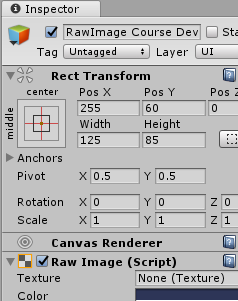 Inspector
RawImage Course Dev
Tag Untagged Layer UI
Rect Transform
center Pos X Pos Y Pos Z
middle 255 60 0
Width Height
125 85
Anchors
Pivot X 0.5 Y 0.5
Rotation X 0 Y 0 Z 0
Scale X 1 Y 1 Z 1
Canvas Renderer
Raw Image (Script)
Texture None (Texture)
Color